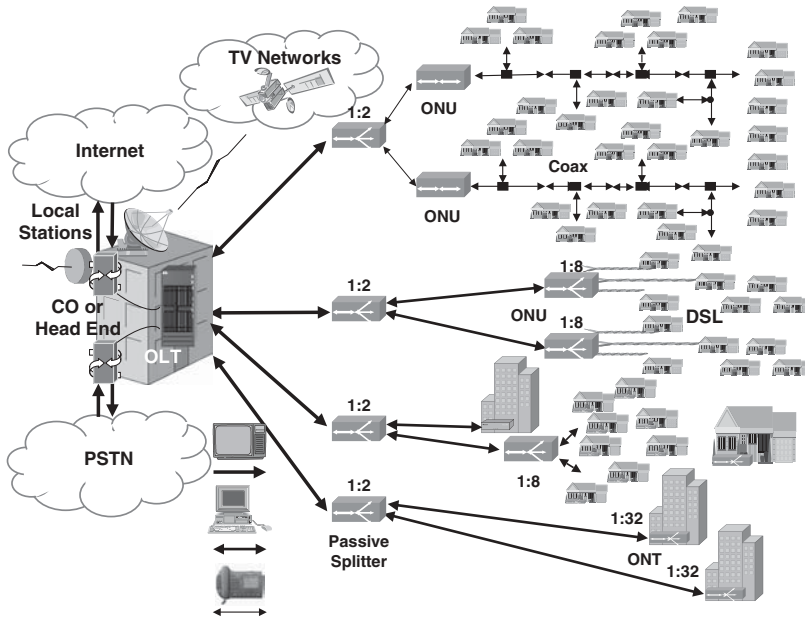 TV Networks
1:2
ONU
Internet
Coax
Local
Stations
ONU
1:8
1:2
CO or
Head End
ONU
DSL
1:8
OLT
1:2
PSTN
1:8
1:2
1:32
Passive
Splitter
ONT
1:32